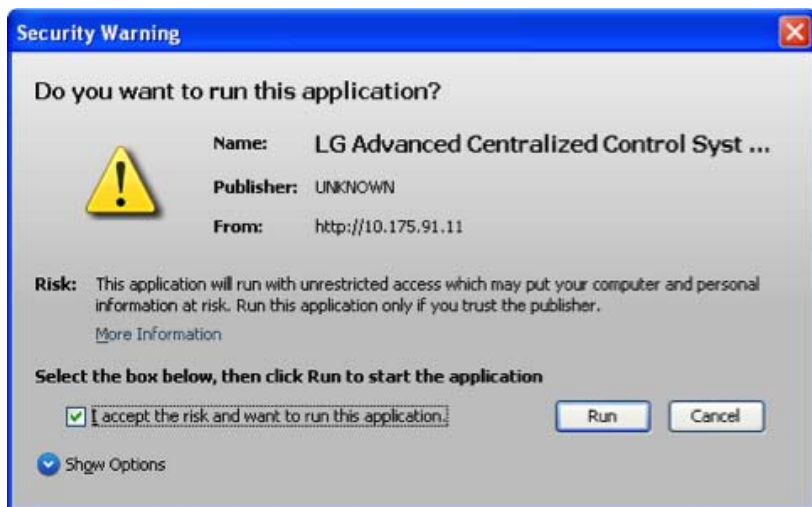 Security Warning
Do you want to run this application?
Name: LG Advanced Centralized Control Syst ...
Publisher: UNKNOWN
From: http://10.175.91.11
Risk: This application will run with unrestricted access which may put your computer and personal
information at risk. Run this application only if you trust the publisher.
More Information
Select the box below, then click Run to start the application
I accept the risk and want to run this application.
Run Cancel
Show Options